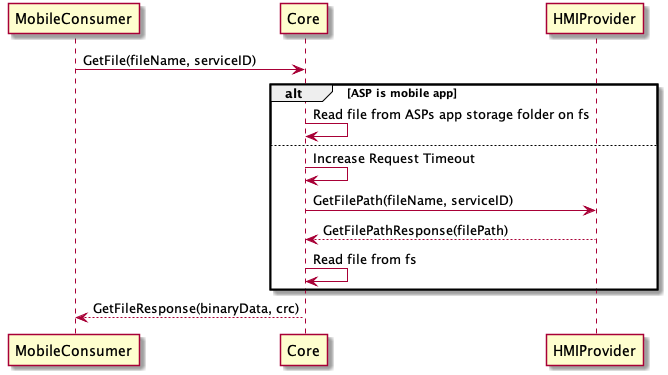 MobileConsumer Core HMIProvider
GetFile(fileName, serviceID)
alt [ASP is mobile app]
Read file from ASPs app storage folder on fs
Increase Request Timeout
GetFilePath(fileName, serviceID)
GetFilePathResponse(filePath)
Read file from fs
GetFileResponse(binaryData, crc)
MobileConsumer Core HMIProvider